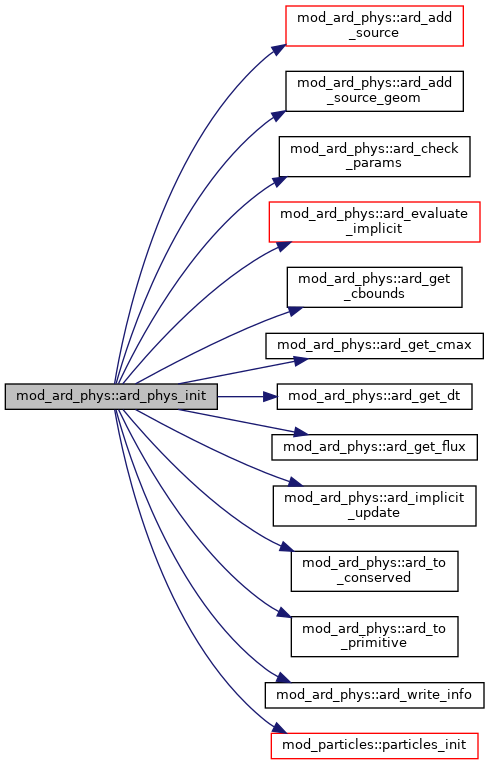 mod_ard_phys::ard_add
_source
mod_ard_phys::ard_add
_source_geom
mod_ard_phys::ard_check
_params
mod_ard_phys::ard_evaluate
_implicit
mod_ard_phys::ard_get
_cbounds
mod_ard_phys::ard_get_cmax
mod_ard_phys::ard_phys_init
mod_ard_phys::ard_get_dt
mod_ard_phys::ard_get_flux
mod_ard_phys::ard_implicit
_update
mod_ard_phys::ard_to
_conserved
mod_ard_phys::ard_to
_primitive
mod_ard_phys::ard_write_info
mod_particles::particles_init